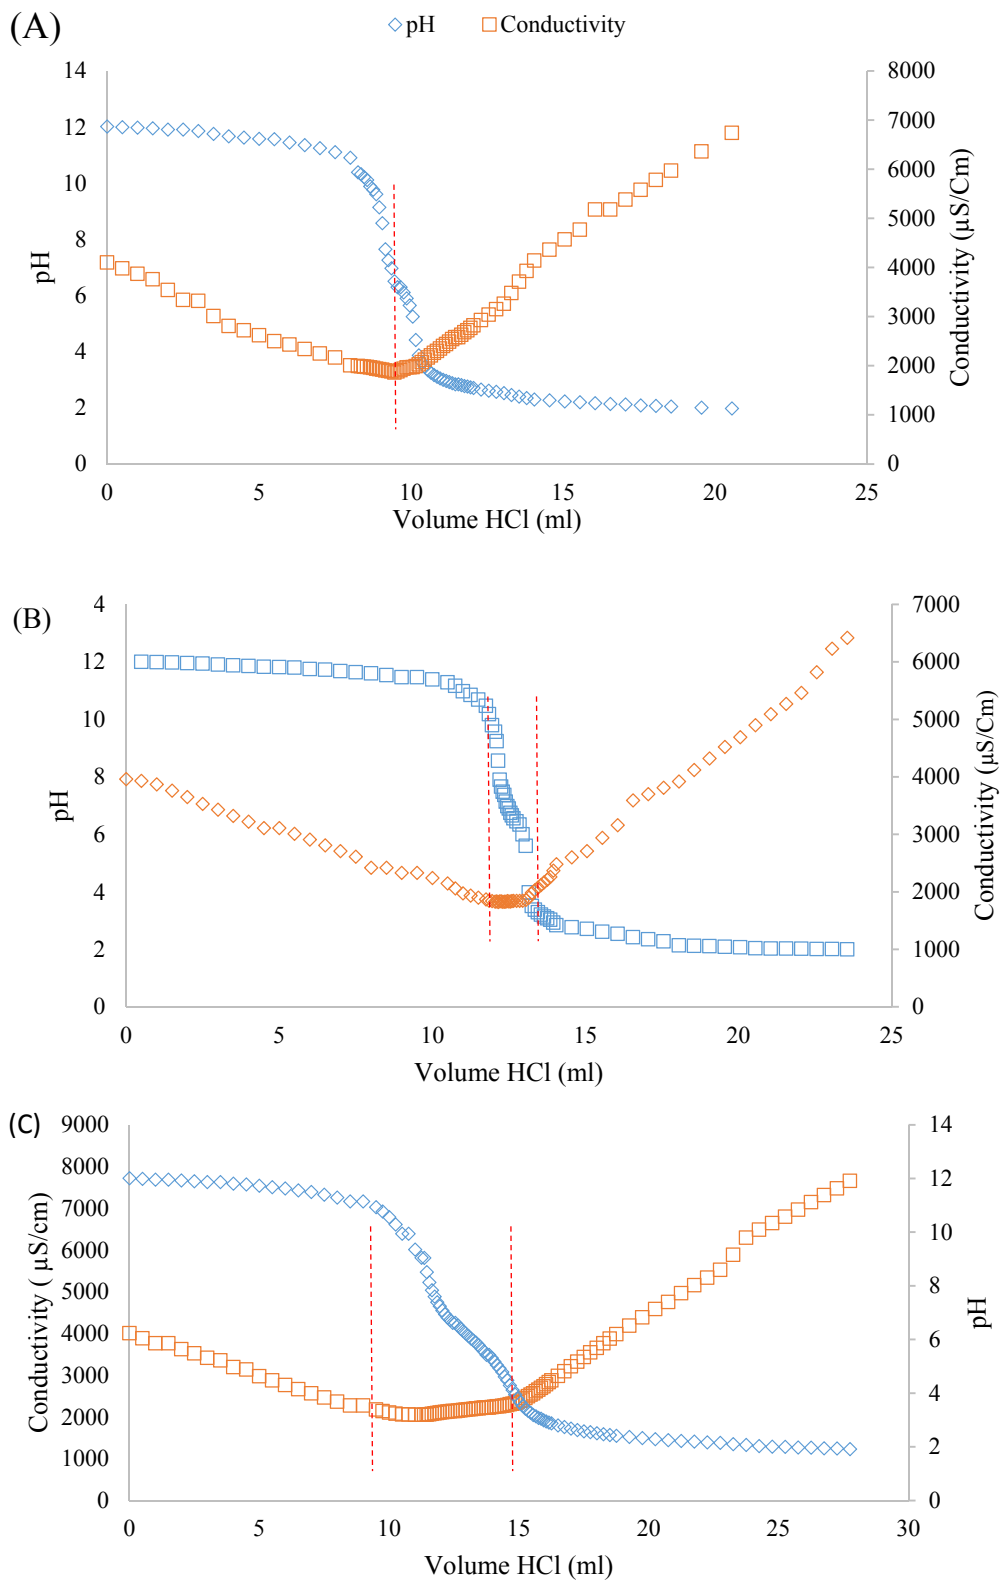 (A)
pH Conductivity
14 8000
12 7000
10 6000
8 5000
6 4000
4 3000
2 2000
0 1000
0
pH
Conductivity (µS/Cm)
0 5 10 15 20 25
Volume HCl (ml)
(B)
4 7000
12 6000
10 5000
8 4000
6 3000
4 2000
2 1000
0 0
pH
Conductivity (µS/Cm)
0 5 10 15 20 25
Volume HCl (ml)
(C)
9000 14
8000 12
7000 10
6000 8
5000 6
4000 4
3000 2
2000 0
1000
0
Conductivity ( µS/cm)
pH
0 5 10 15 20 25 30
Volume HCl (ml)